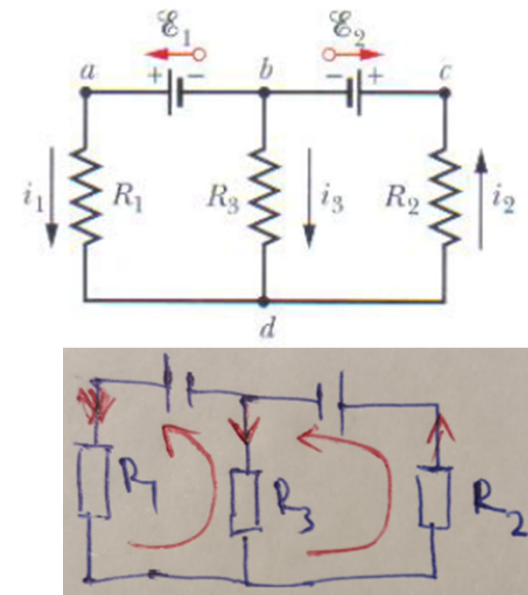 ℰ1 ℰ2
a + - b - + c
i1 R1 R3 i3 R2 i2
d
R1 R3 R2